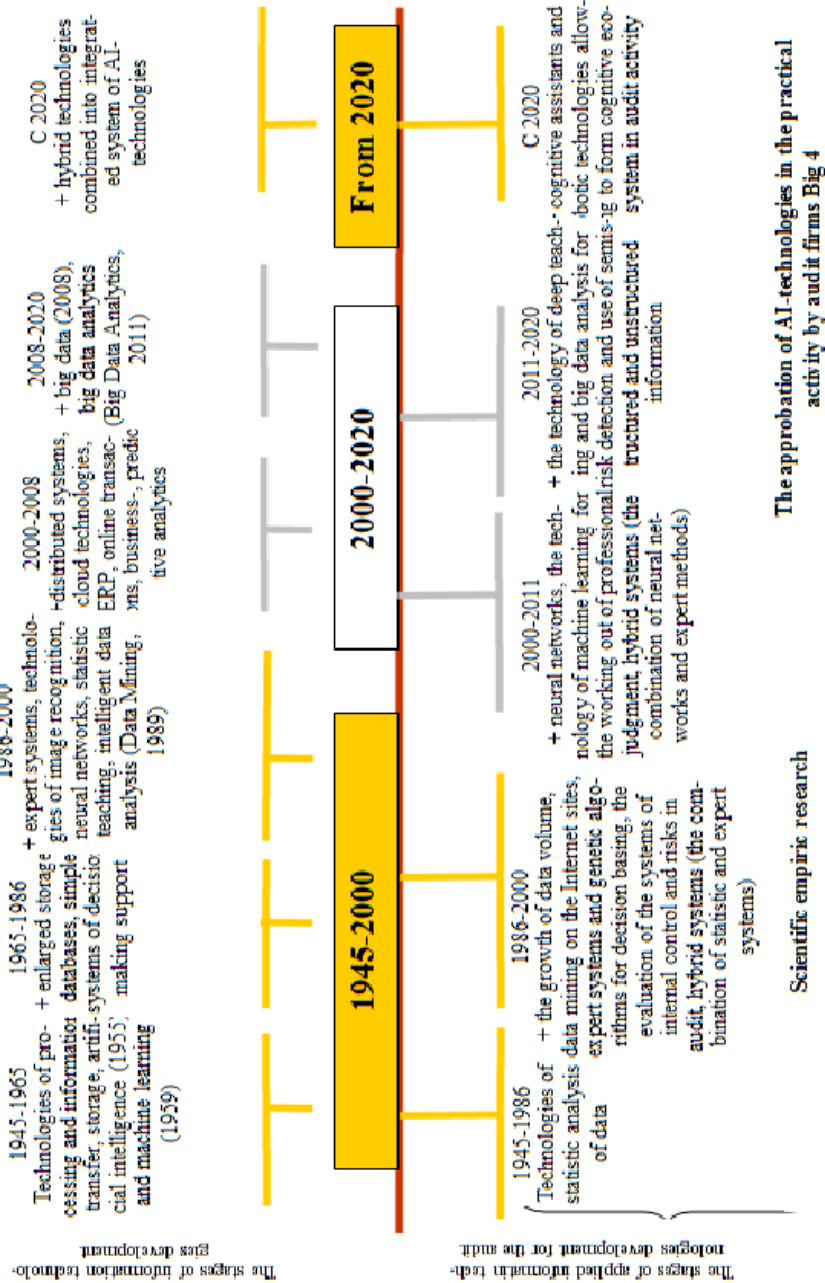 The stages of information technolo-
gies development
1945-1965
Technologies of pro-
cessing and information
transfer, storage, artifi-
cial intelligence (1955)
and machine learning
(1959)
1965-1986
+ enlarged storage
databases, simple
systems of decisio
making support
1986-2000
+ expert systems, technolo-
gies of image recognition,
neural networks, statistic
teaching, intelligent data
analysis (Data Mining,
1989)
2000-2008
+distributed systems,
cloud technologies,
ERP, online transac-
ons, business-, predic
tive analytics
2008-2020
+ big data (2008),
big data analytics
(Big Data Analytics,
2011)
C 2020
+ hybrid technologies
combined into integrat-
ed system of AI-
technologies
1945-2000
2000-2020
From 2020
The stages of applied informatin tech-
nologies development for the audit
1945-1986
Technologies of
statistic analysis
of data
1986-2000
+ the growth of data volume,
data mining on the Internet sites,
expert systems and genetic algo-
rithms for decision basing, the
evaluation of the systems of
internal control and risks in
audit, hybrid systems (the com-
bination of statistic and expert
systems)
2000-2011
+ neural networks, the tech-
nology of machine learning for
the working out of professional
judgment, hybrid systems (the
combination of neural net-
works and expert methods)
2011-2020
+ the technology of deep teach-
ing and big data analysis for
risk detection and use of semis-
tructured and unstructured
information
C 2020
cognitive assistants and
botic technologies allow-
ig to form cognitive eco-
system in audit activity
Scientific empiric research
The approbation of AI-technologies in the practical
activity by audit firms Big 4